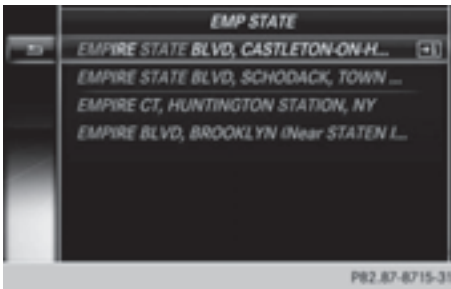 EMP STATE
EMPIRE STATE BLVD, CASTLETON-ON-H...
EMPIRE STATE BLVD, SCHODACK, TOWN ...
EMPIRE CT, HUNTINGTON STATION, NY
EMPIRE BLVD, BROOKLYN (Near STATEN I...
P82.87-8715-31